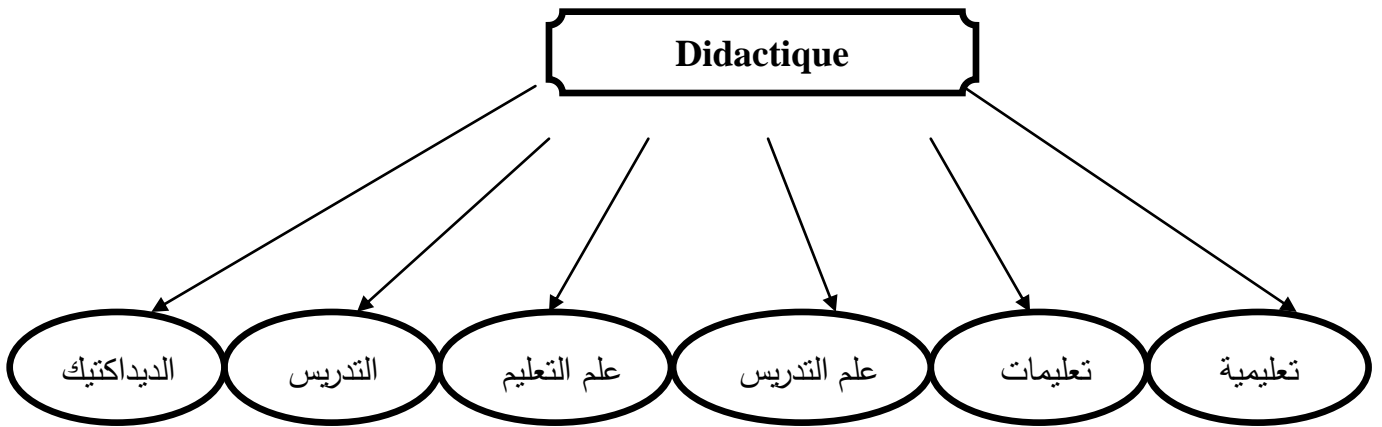 Didactique
تعليمية
تعليمات
علم التدريس
علم التعليم
التدريس
الديداكتيك